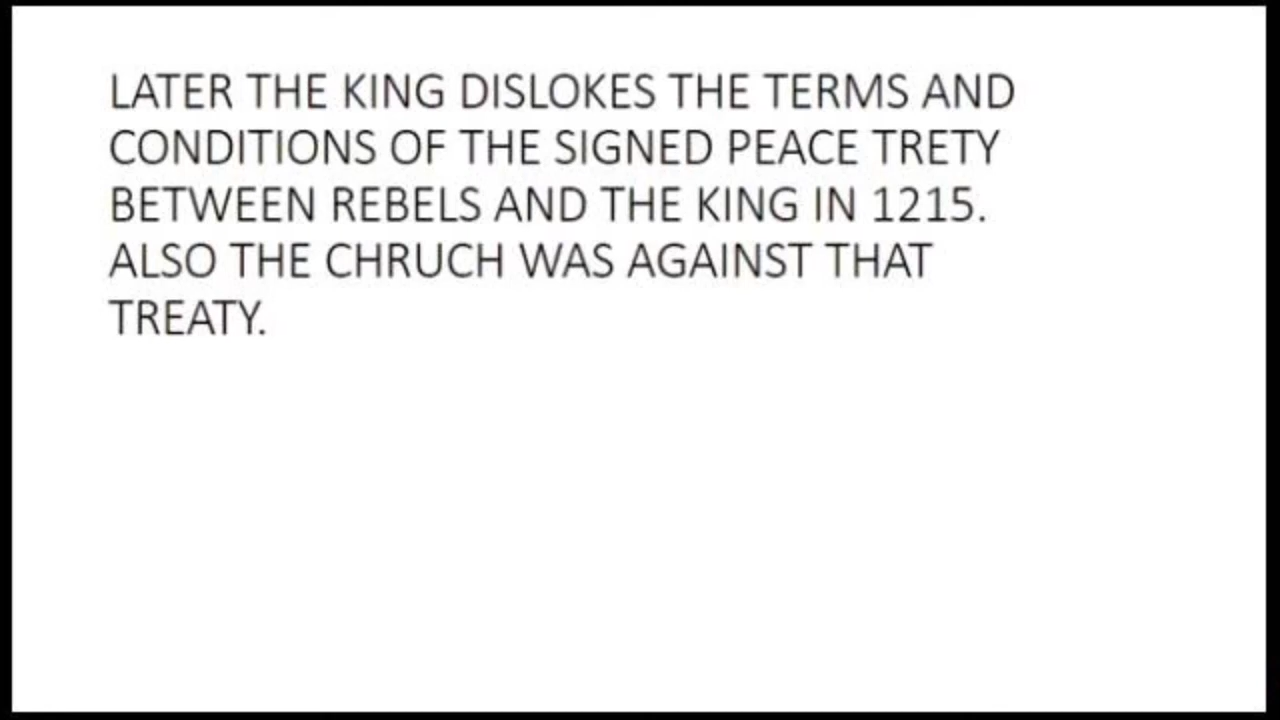 LATER THE KING DISLOKES THE TERMS AND
CONDITIONS OF THE SIGNED PEACE TRETY
BETWEEN REBELS AND THE KING IN 1215.
ALSO THE CHRUCH WAS AGAINST THAT
TREATY.